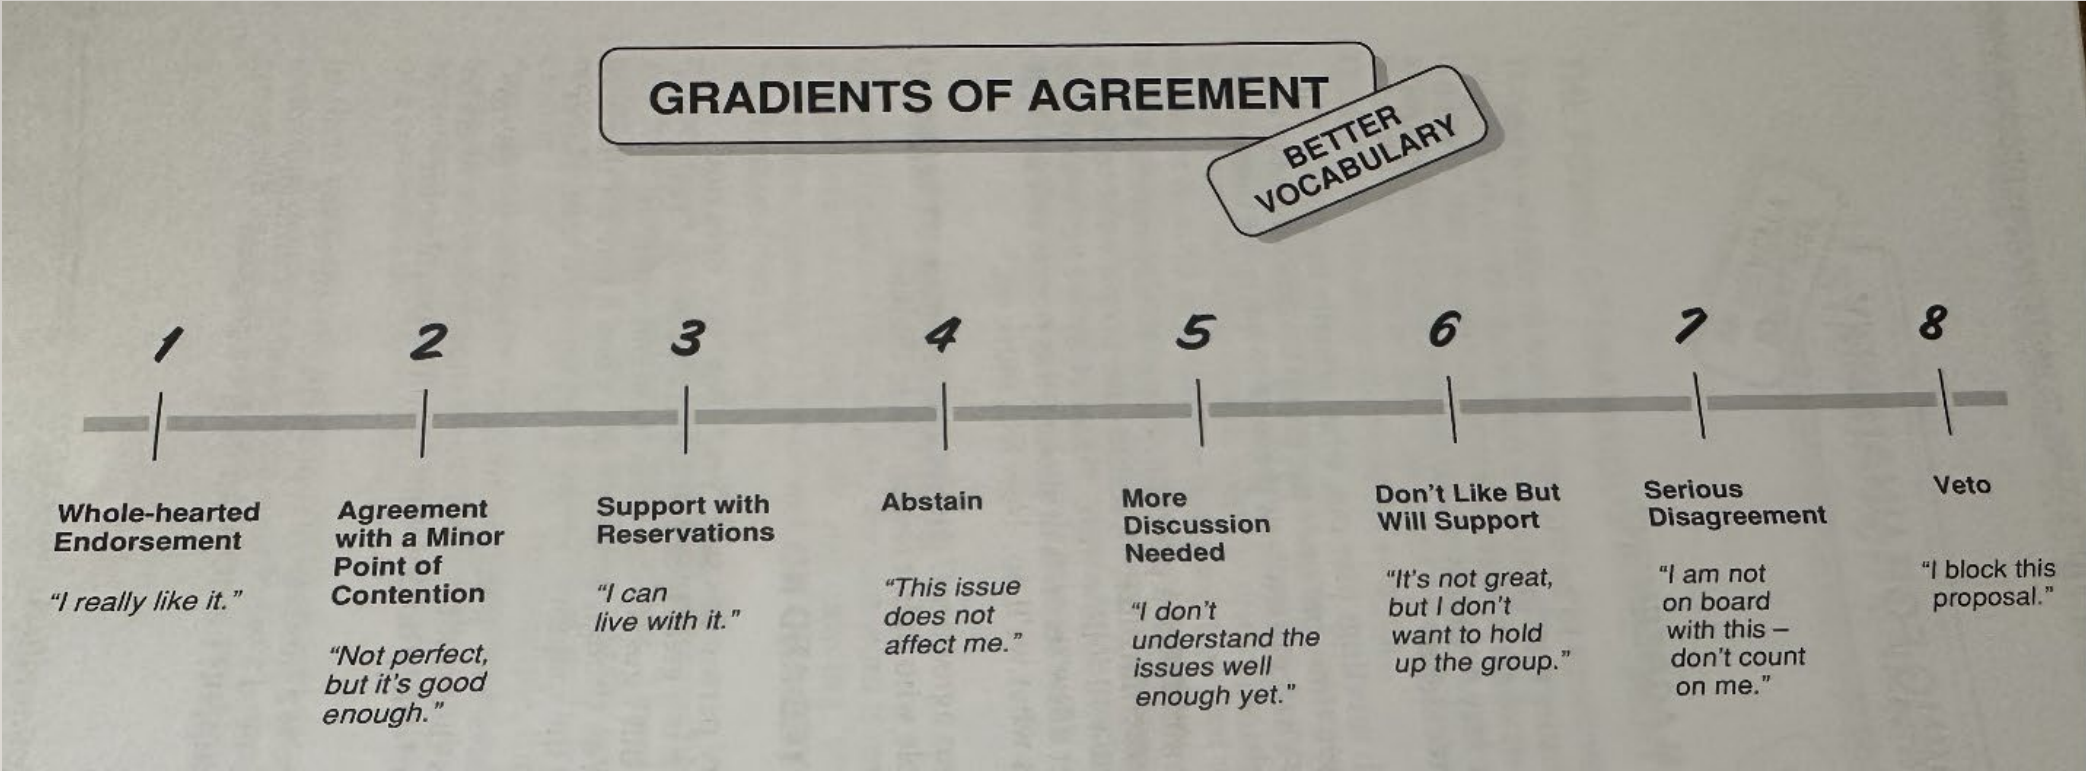 GRADIENTS OF AGREEMENT
BETTER
VOCABULARY
1
2
3
4
5
6
7
8
Whole-hearted
Endorsement
"I really like it."
Agreement
with a Minor
Point of
Contention
"Not perfect,
but it's good
enough."
Support with
Reservations
"I can
live with it."
Abstain
"This issue
does not
affect me."
More
Discussion
Needed
"I don't
understand the
issues well
enough yet."
Don't Like But
Will Support
"It's not great,
but I don't
want to hold
up the group."
Serious
Disagreement
"I am not
on board
with this –
don't count
on me."
Veto
"I block this
proposal."